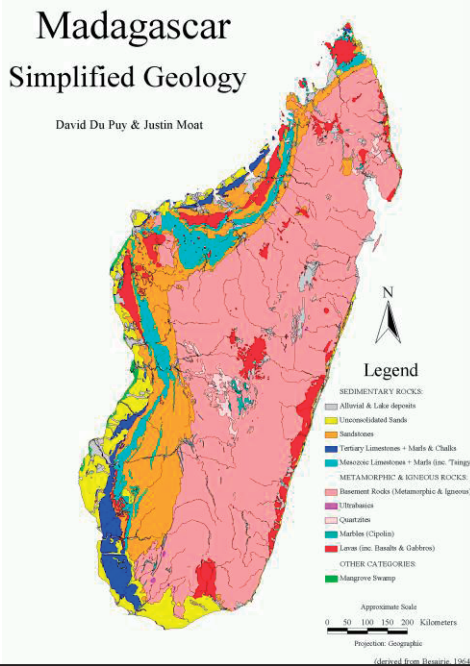 Madagascar
Simplified Geology
David Du Puy & Justin Moat
N
Legend
SEDIMENTARY ROCKS:
Alluvial & Lake deposits
Unconsolidated Sands
Sandstones
Tertiary Limestones + Marls & Chalks
Mesozoic Limestones + Marls (inc. 'Tsingy
METAMORPHIC & IGNEOUS ROCKS:
Basement Rocks (Metamorphic & Igneous
Ultrabasics
Quartzites
Marbles (Cipolin)
Lavas (inc. Basalts & Gabbros)
OTHER CATEGORIES:
Mangrove Swamp
Approximate Scale
0 50 100 150 200 Kilometers
Projection: Geographic
(derived from Besairie, 1964